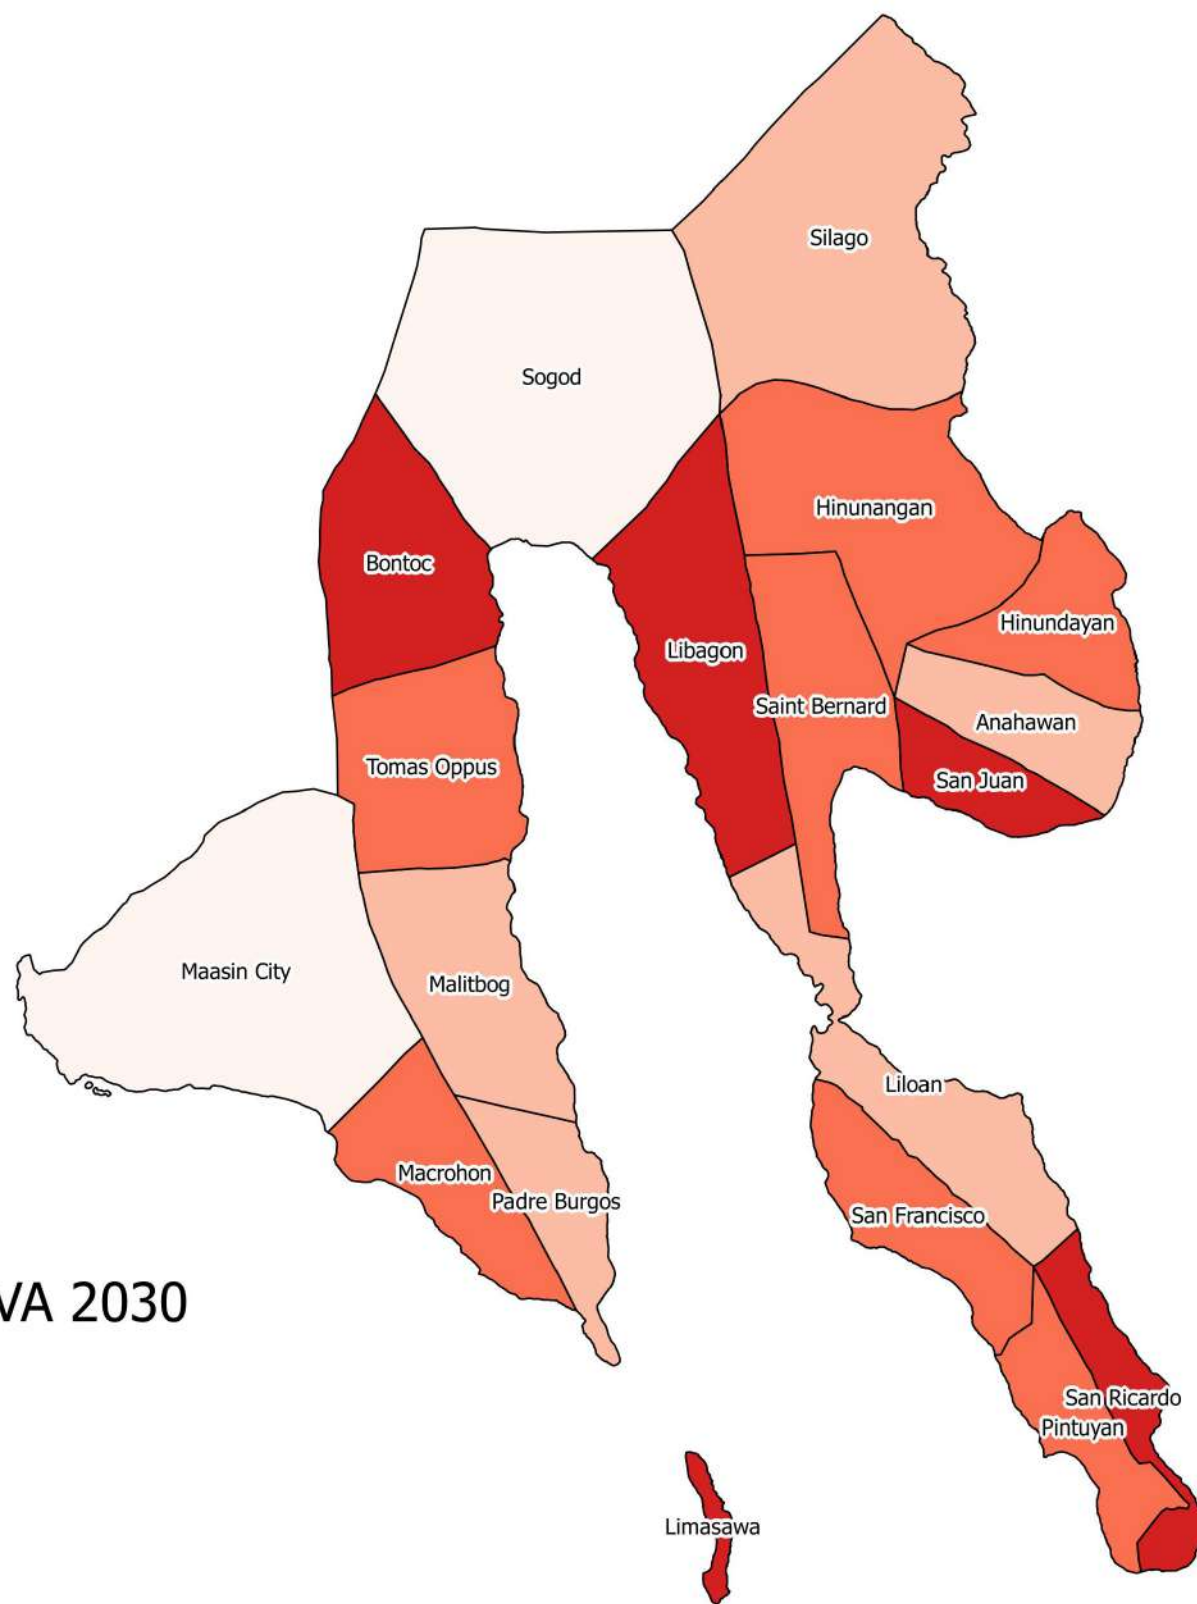 Silago
Sogod
Hinunangan
Bontoc
Hinundayan
Libagon
Saint Bernard
Anahawan
Tomas Oppus
San Juan
Maasin City
Malitbog
Liloan
Macrohon
Padre Burgos
San Francisco
VA 2030
San Ricardo
Pintuyan
Limasawa